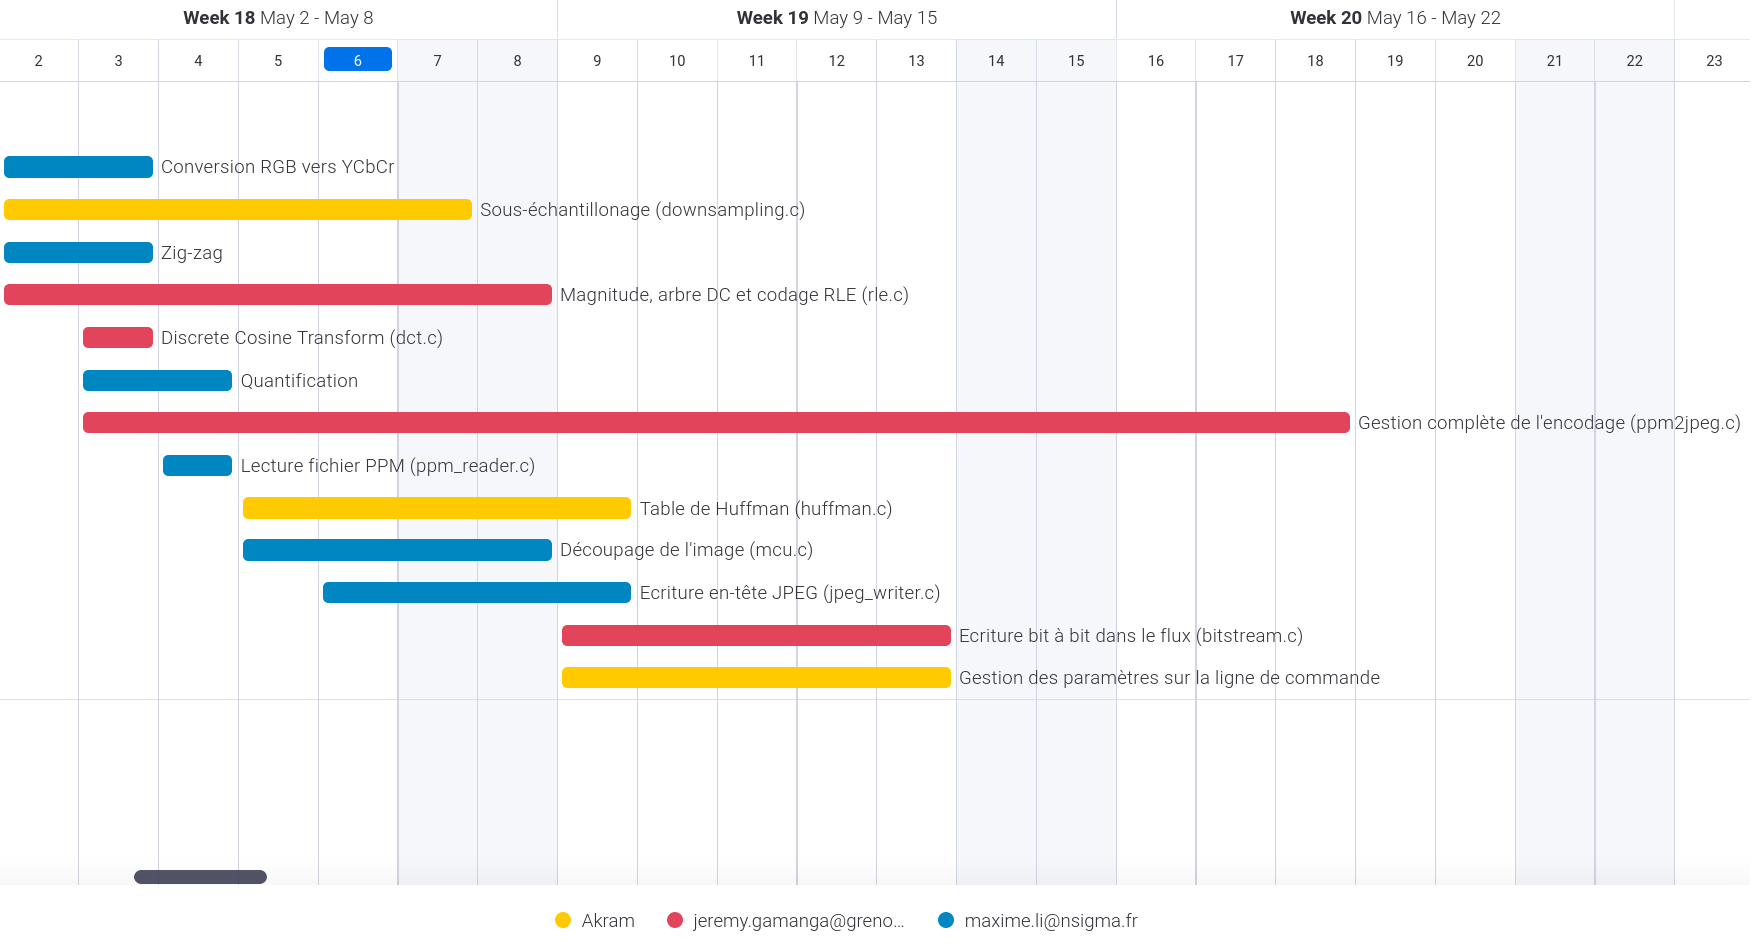 Week 18 May 2 - May 8 Week 19 May 9 - May 15 Week 20 May 16 - May 22
2 3 4 5 6 7 8 9 10 11 12 13 14 15 16 17 18 19 20 21 22 23
Conversion RGB vers YCbCr
Sous-échantillonage (downsampling.c)
Zig-zag
Magnitude, arbre DC et codage RLE (rle.c)
Discrete Cosine Transform (dct.c)
Quantification
Gestion complète de l'encodage (ppm2jpeg.c)
Lecture fichier PPM (ppm_reader.c)
Table de Huffman (huffman.c)
Découpage de l'image (mcu.c)
Ecriture en-tête JPEG (jpeg_writer.c)
Ecriture bit à bit dans le flux (bitstream.c)
Gestion des paramètres sur la ligne de commande
Akram jeremy.gamanga@greno... maxime.li@nsigma.fr